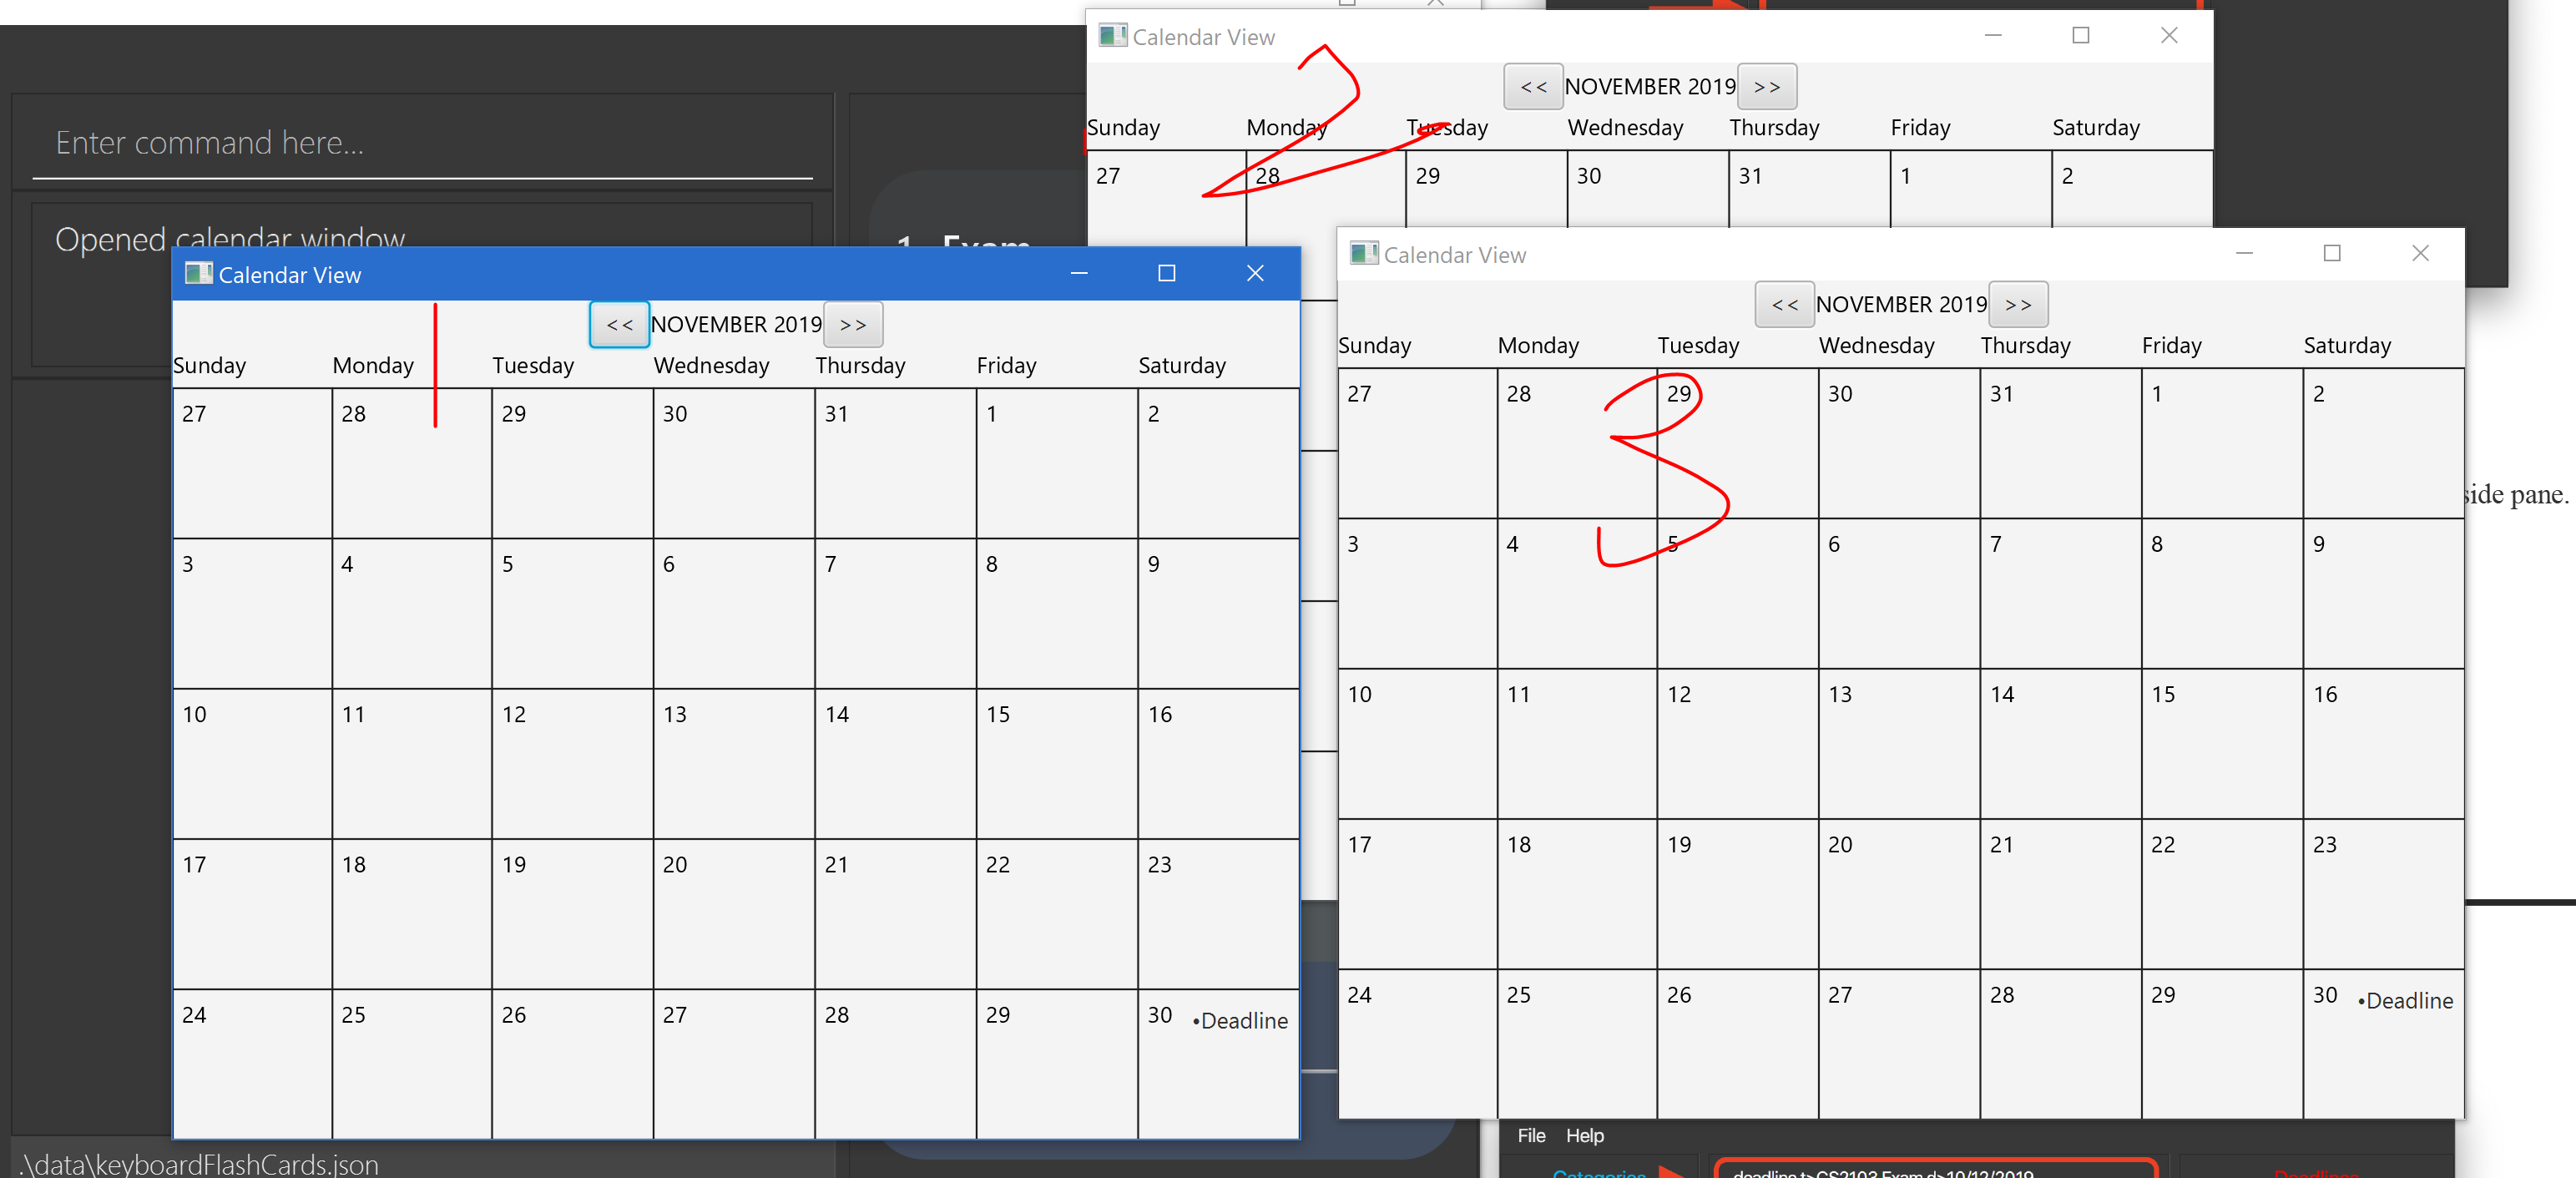 Enter command here...
Opened calendar window
1. Exam
Calendar View
<< NOVEMBER 2019 >>
Sunday Monday Tuesday Wednesday Thursday Friday Saturday
27 28 29 30 31 1 2
2
Calendar View
<< NOVEMBER 2019 >>
Sunday Monday Tuesday Wednesday Thursday Friday Saturday
27 28 29 30 31 1 2
3 4 5 6 7 8 9
10 11 12 13 14 15 16
17 18 19 20 21 22 23
24 25 26 27 28 29 30 •Deadline
1
Calendar View
<< NOVEMBER 2019 >>
Sunday Monday Tuesday Wednesday Thursday Friday Saturday
27 28 29 30 31 1 2
3 4 5 6 7 8 9
10 11 12 13 14 15 16
17 18 19 20 21 22 23
24 25 26 27 28 29 30 •Deadline
3
side pane.
.\data\keyboardFlashCards.json
File Help
Categories
deadline t>CS2103 Exam d>10/12/2019
Deadlines